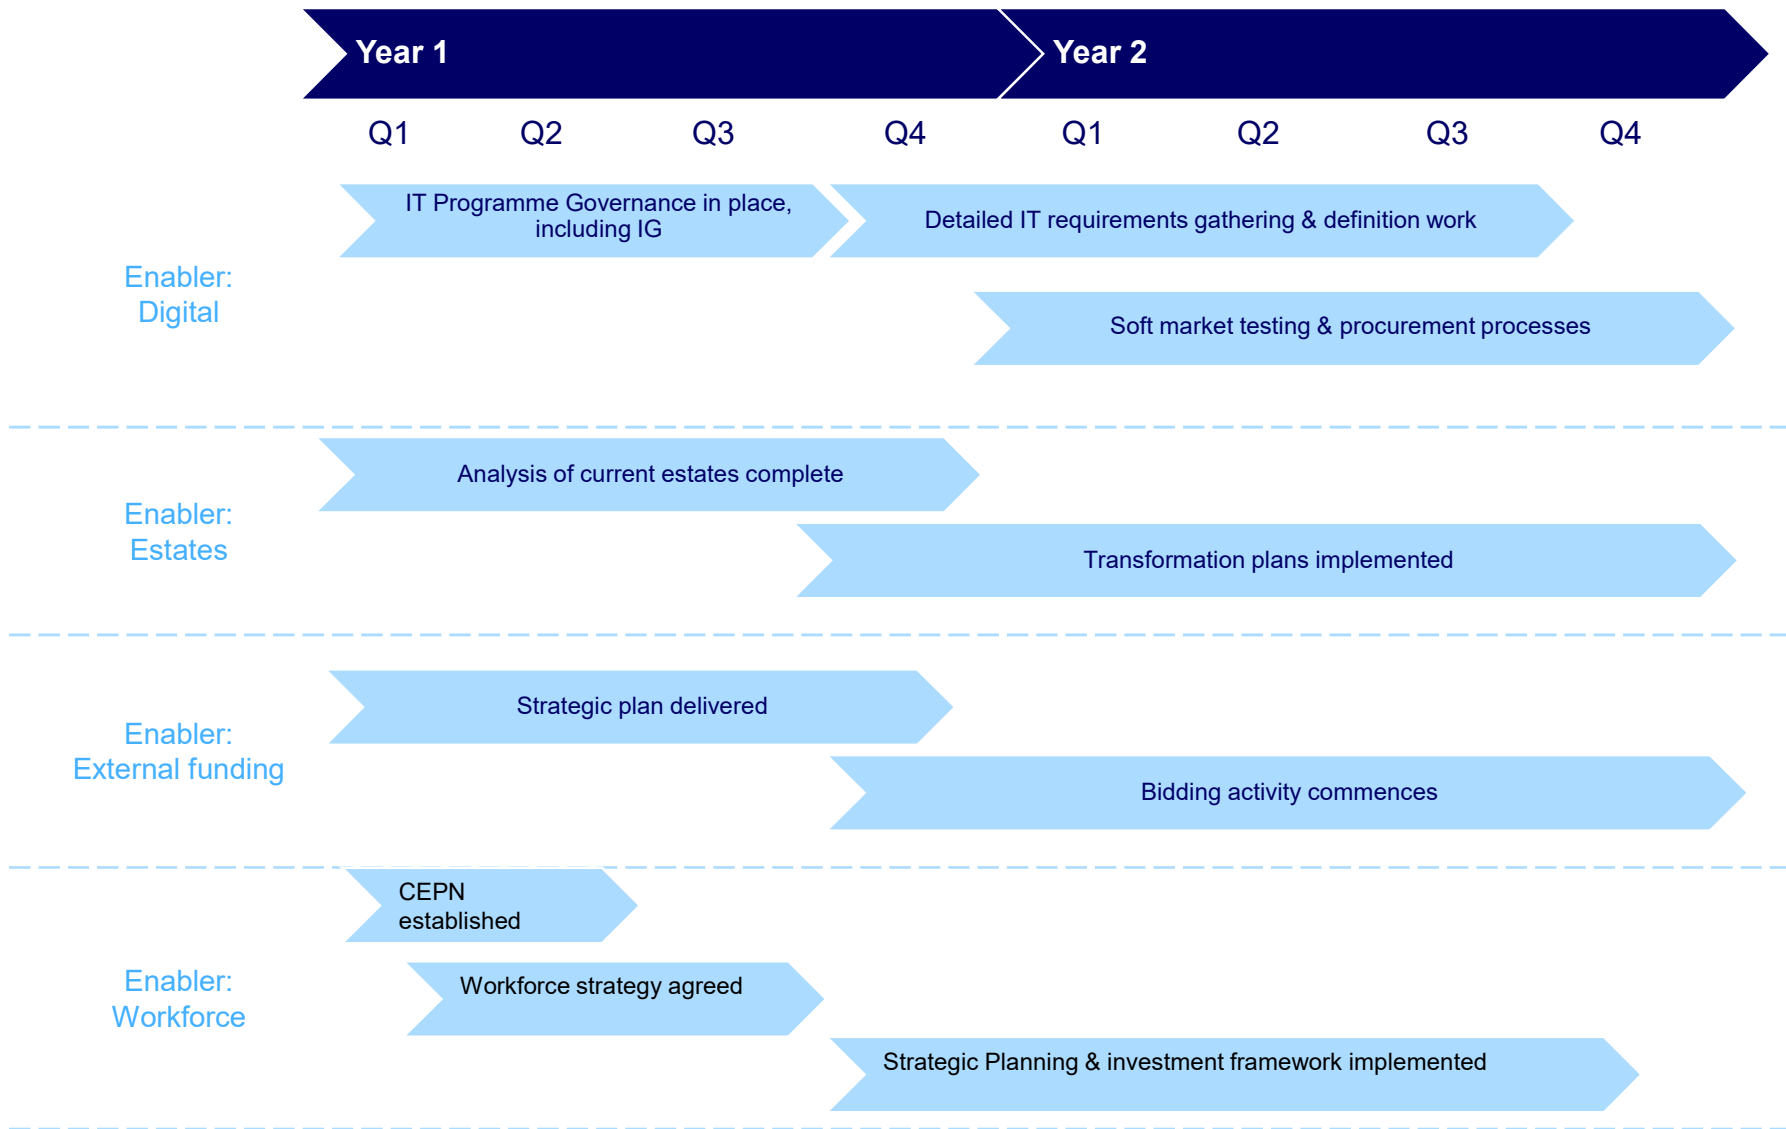 Year 1
Year 2
Q1
Q2
Q3
Q4
Q1
Q2
Q3
Q4
Enabler:
Digital
IT Programme Governance in place,
including IG
Detailed IT requirements gathering & definition work
Soft market testing & procurement processes
Enabler:
Estates
Analysis of current estates complete
Transformation plans implemented
Enabler:
External funding
Strategic plan delivered
Bidding activity commences
Enabler:
Workforce
CEPN
established
Workforce strategy agreed
Strategic Planning & investment framework implemented